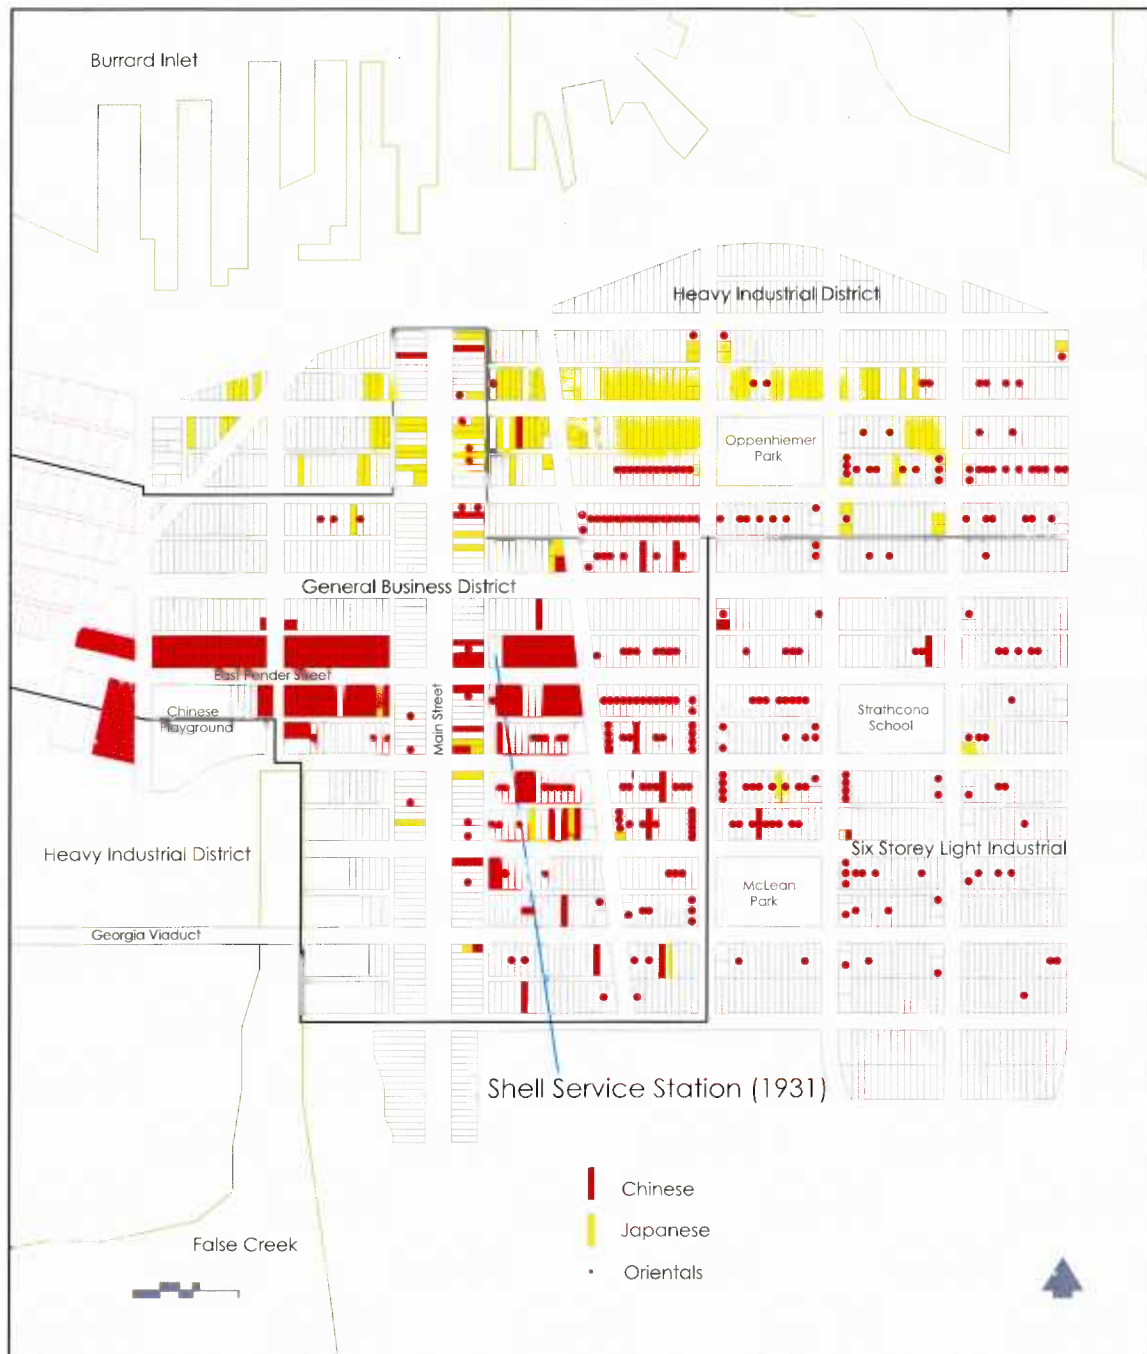 Burrard Inlet
Heavy Industrial District
Oppenhiemer
Park
General Business District
East Pender Street
Chinese
Playground
Main Street
Strathcona
School
Heavy Industrial District
Six Storey Light Industrial
McLean
Park
Georgia Viaduct
Shell Service Station (1931)
Chinese
Japanese
Orientals
False Creek